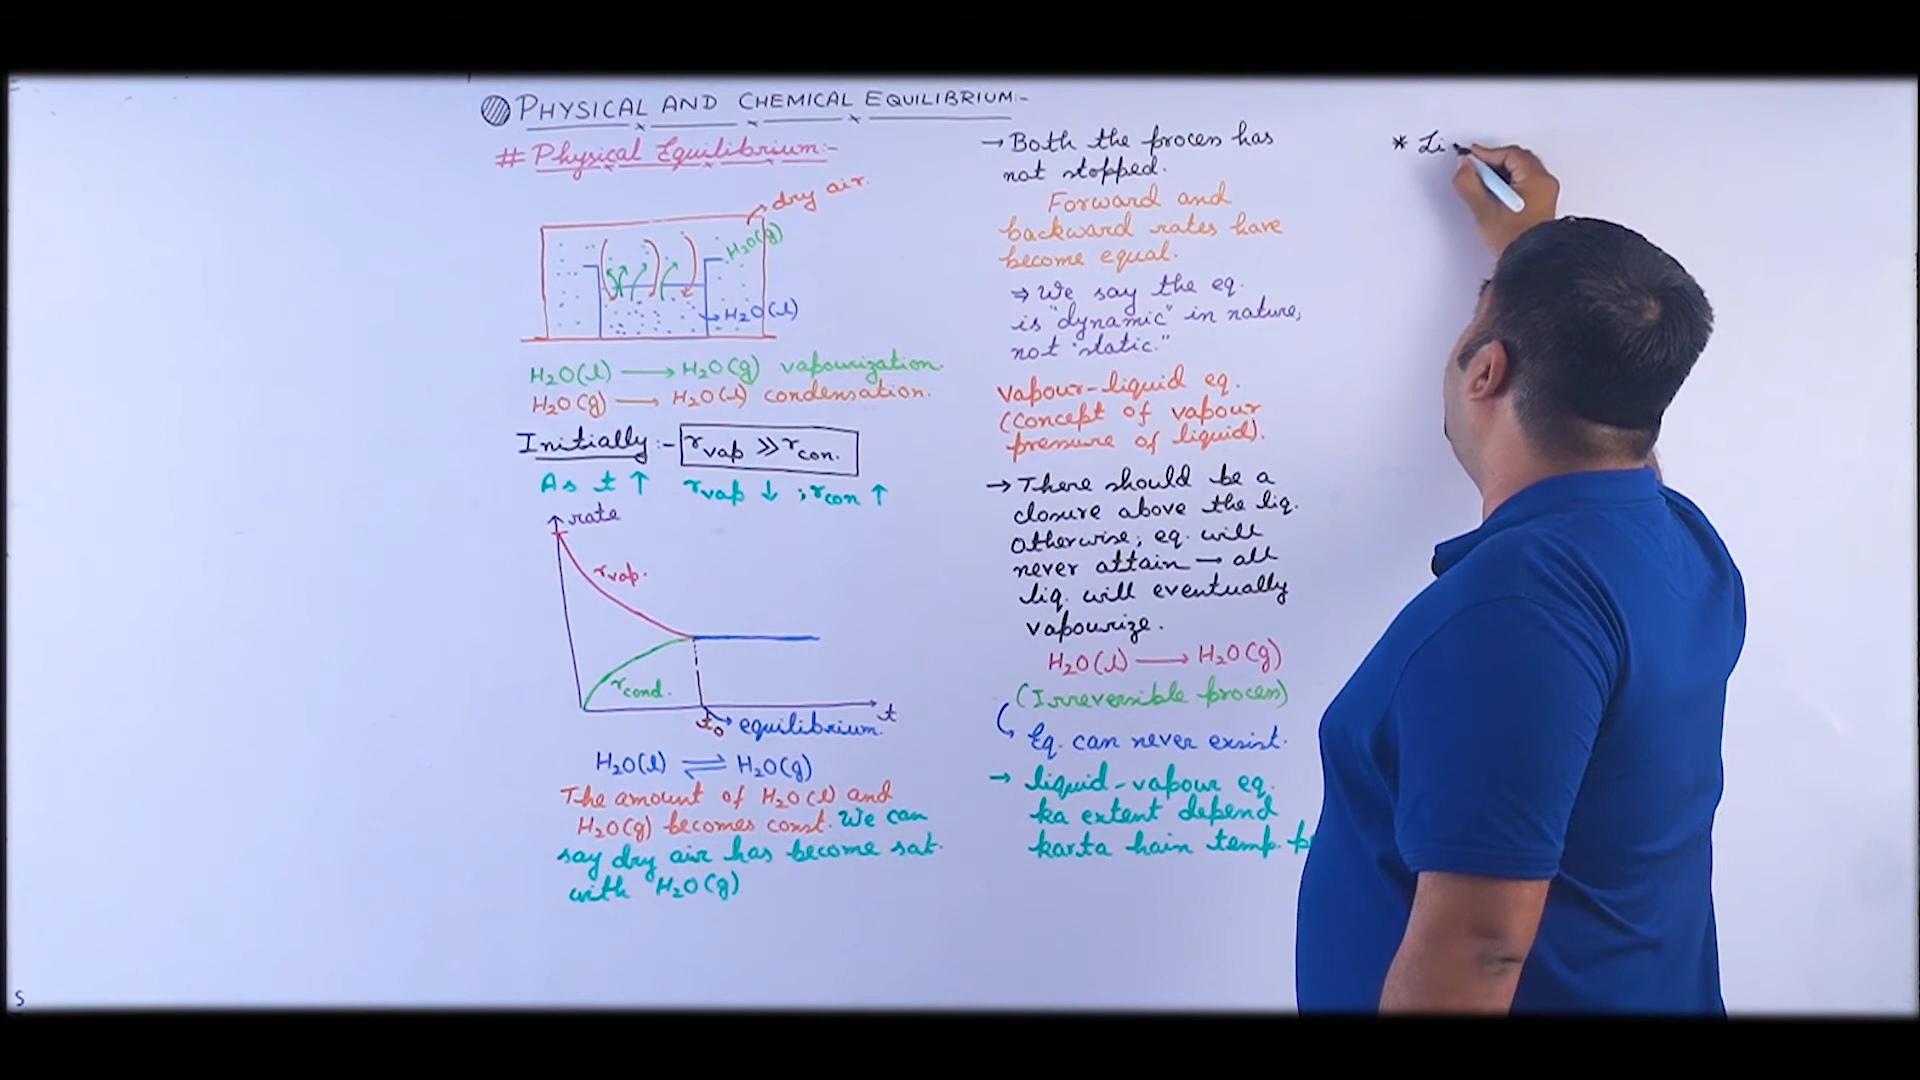 PHYSICAL AND CHEMICAL EQUILIBRIUM:-
# Physical Equilibrium:-
dry air.
H₂O(g)
H₂O(l)
H₂O(l) → H₂O(g) vapourization.
H₂O(g) → H₂O(l) condensation.
Initially:- rvap >> rcon.
As t ↑ rvap ↓ ; rcon ↑
rate
rvap.
rcond.
t₀ → equilibrium.
t
H₂O(l) ⇌ H₂O(g)
The amount of H₂O(l) and
H₂O(g) becomes const. We can
say dry air has become sat.
with H₂O(g)
→ Both the process has
not stopped.
Forward and
backward rates have
become equal.
⇒ We say the eq.
is "dynamic" in nature,
not "static."
Vapour-liquid eq.
(Concept of vapour
pressure of liquid).
→ There should be a
closure above the liq.
otherwise, eq. will
never attain – all
liq. will eventually
vapourize.
H₂O(l) → H₂O(g)
(Irreversible process)
Eq. can never exsist.
→ liquid-vapour eq.
ka extent depend
karta hain temp.
* Li
S